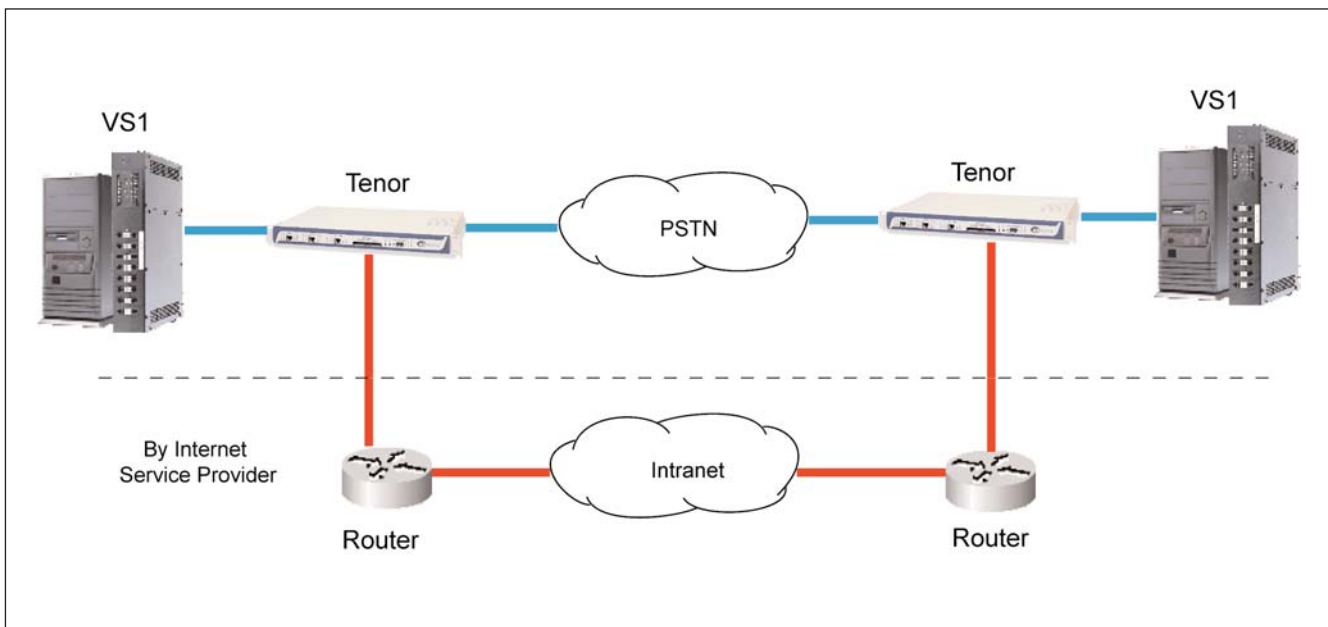 VS1
VS1
Tenor
Tenor
PSTN
By Internet
Service Provider
Intranet
Router
Router